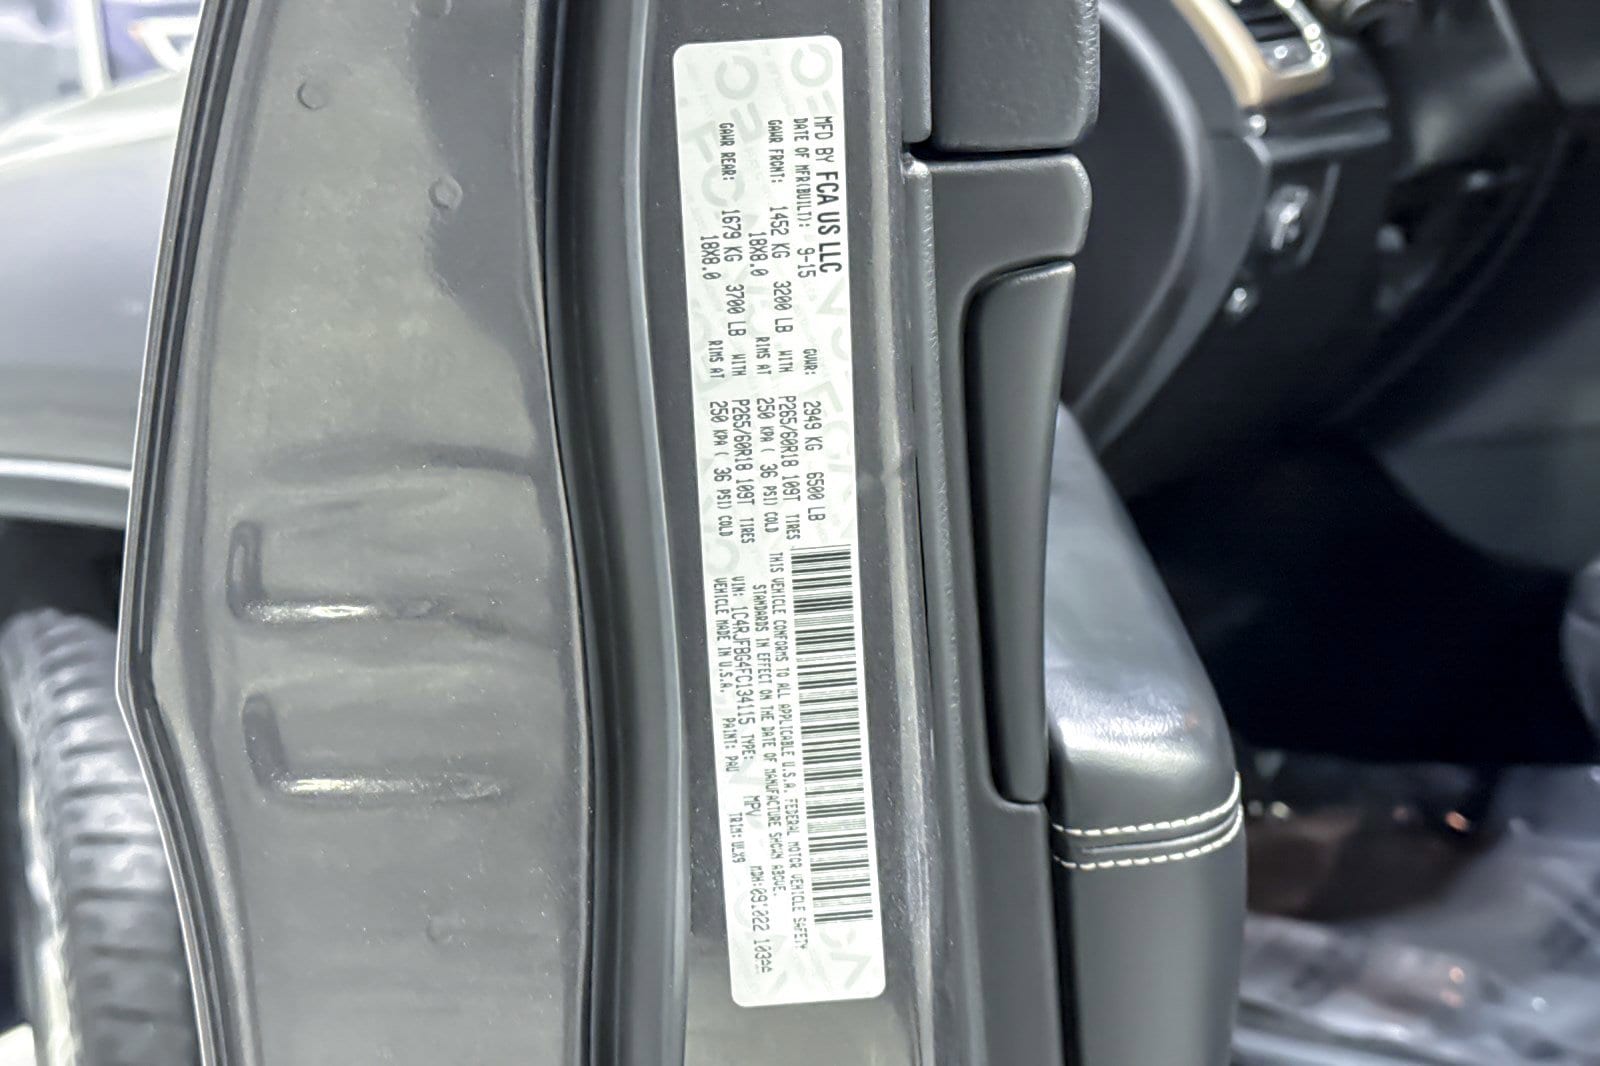 MFD BY FCA US LLC
DATE OF MFR(BUILT): 9-15 GVWR: 2949 KG 6500 LB
GAWR FRONT: 1452 KG 3200 LB WITH P265/60R18 109T TIRES
18X8.0 RIMS AT 250 KPA ( 36 PSI) COLD
GAWR REAR: 1679 KG 3700 LB WITH P265/60R18 109T TIRES
18X8.0 RIMS AT 250 KPA ( 36 PSI) COLD
THIS VEHICLE CONFORMS TO ALL APPLICABLE U.S.A. FEDERAL MOTOR VEHICLE SAFETY
STANDARDS IN EFFECT ON THE DATE OF MANUFACTURE SHOWN ABOVE.
VIN: 1C4RJFBG4FC134115 TYPE: MPV MDH:091022
VEHICLE MADE IN U.S.A. PAINT: PAU TRIM: VLX9